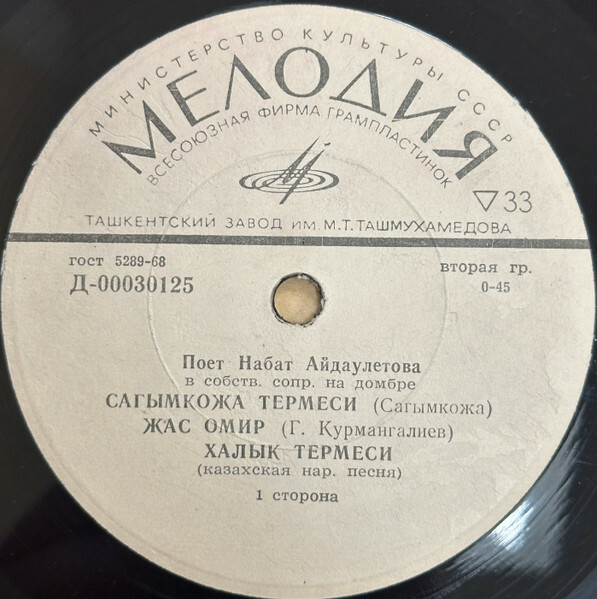 МИНИСТЕРСТВО КУЛЬТУРЫ СССР
МЕЛОДИЯ
ВСЕСОЮЗНАЯ ФИРМА ГРАМПЛАСТИНОК
▽33
ТАШКЕНТСКИЙ ЗАВОД ИМ. М.Т. ТАШМУХАМЕДОВА
гост 5289-68 вторая гр.
Д-00030125 0-45
Поет Набат Айдаулетова
в собств. сопр. на домбре
САГЫМКОЖА ТЕРМЕСИ (Сагымкожа)
ЖАС ОМИР (Г. Курмангалиев)
ХАЛЫК ТЕРМЕСИ
(казахская нар. песня)
1 сторона